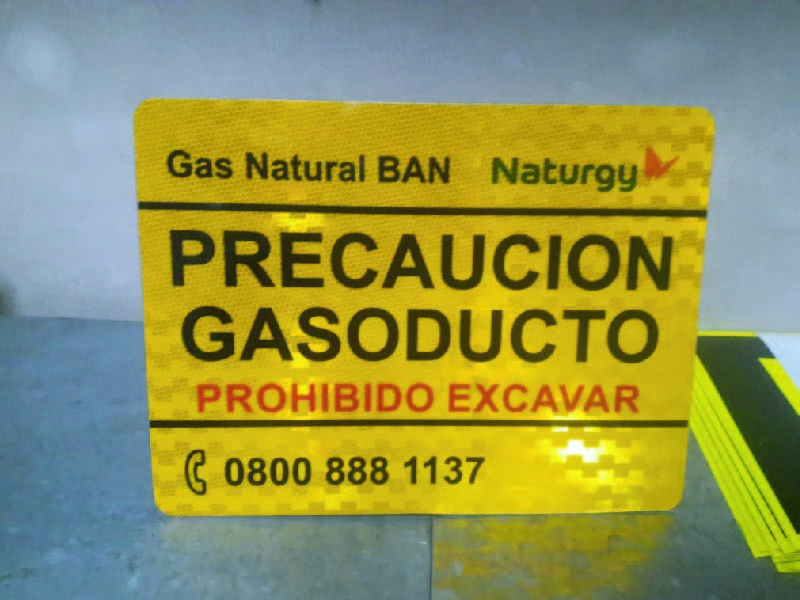 Gas Natural BAN Naturgy
PRECAUCION
GASODUCTO
PROHIBIDO EXCAVAR
0800 888 1137